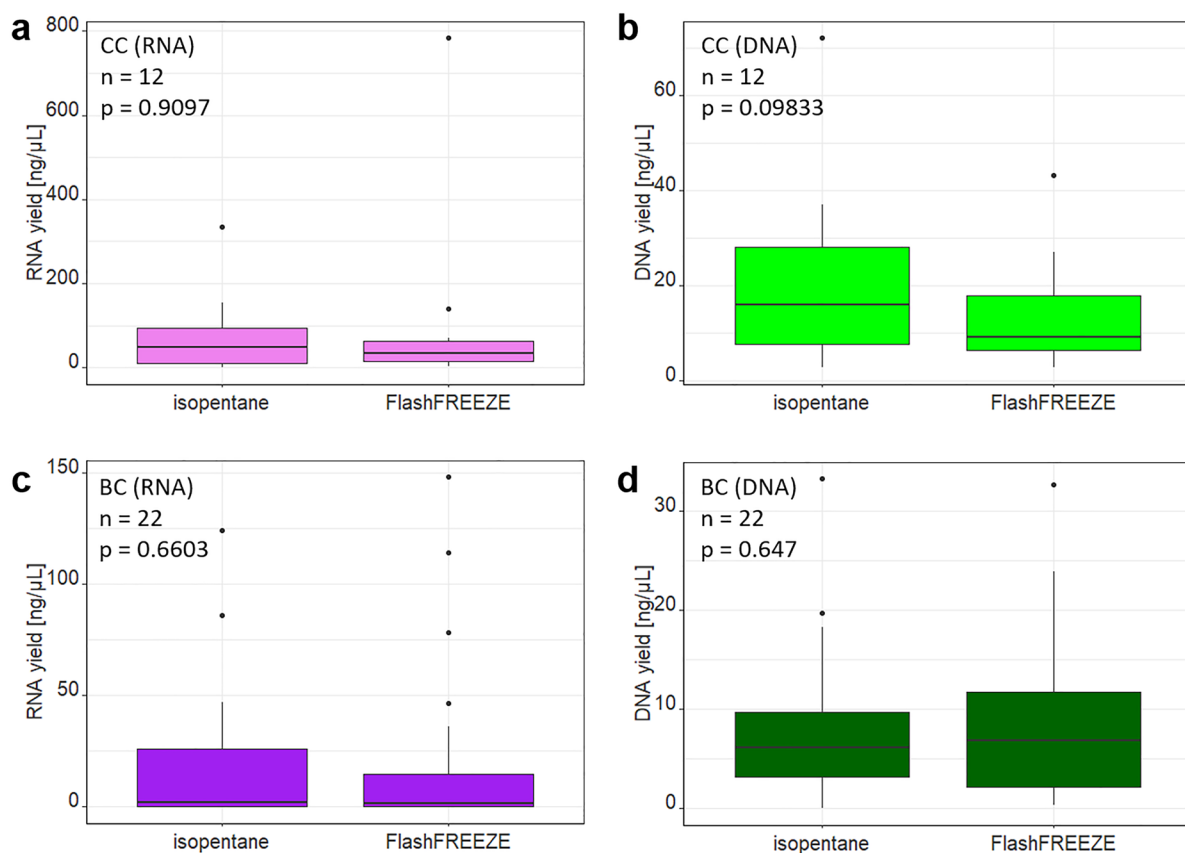 a
CC (RNA)
n = 12
p = 0.9097
RNA yield [ng/µL]
800
600
400
200
0
isopentane
FlashFREEZE
b
CC (DNA)
n = 12
p = 0.09833
DNA yield [ng/µL]
60
40
20
0
isopentane
FlashFREEZE
c
BC (RNA)
n = 22
p = 0.6603
RNA yield [ng/µL]
150
100
50
0
isopentane
FlashFREEZE
d
BC (DNA)
n = 22
p = 0.647
DNA yield [ng/µL]
30
20
10
0
isopentane
FlashFREEZE